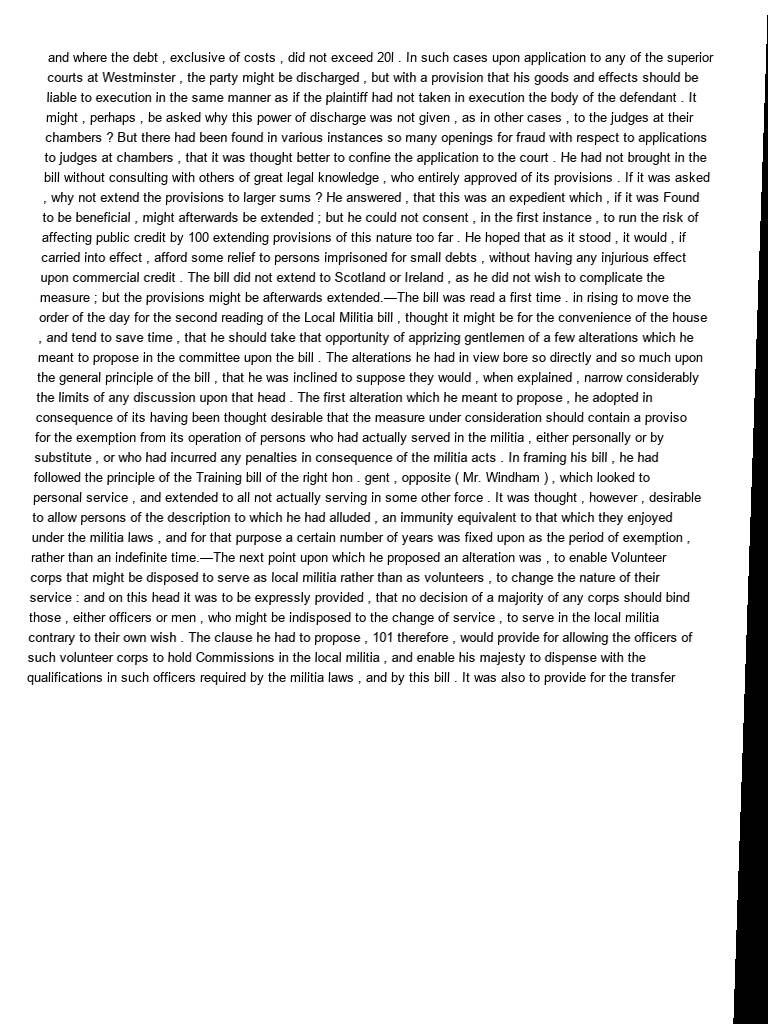 and where the debt , exclusive of costs , did not exceed 20l . In such cases upon application to any of the superior
courts at Westminster , the party might be discharged , but with a provision that his goods and effects should be
liable to execution in the same manner as if the plaintiff had not taken in execution the body of the defendant . It
might , perhaps , be asked why this power of discharge was not given , as in other cases , to the judges at their
chambers ? But there had been found in various instances so many openings for fraud with respect to applications
to judges at chambers , that it was thought better to confine the application to the court . He had not brought in the
bill without consulting with others of great legal knowledge , who entirely approved of its provisions . If it was asked
, why not extend the provisions to larger sums ? He answered , that this was an expedient which , if it was Found
to be beneficial , might afterwards be extended ; but he could not consent , in the first instance , to run the risk of
affecting public credit by 100 extending provisions of this nature too far . He hoped that as it stood , it would , if
carried into effect , afford some relief to persons imprisoned for small debts , without having any injurious effect
upon commercial credit . The bill did not extend to Scotland or Ireland , as he did not wish to complicate the
measure ; but the provisions might be afterwards extended.—The bill was read a first time . in rising to move the
order of the day for the second reading of the Local Militia bill , thought it might be for the convenience of the house
, and tend to save time , that he should take that opportunity of apprizing gentlemen of a few alterations which he
meant to propose in the committee upon the bill . The alterations he had in view bore so directly and so much upon
the general principle of the bill , that he was inclined to suppose they would , when explained , narrow considerably
the limits of any discussion upon that head . The first alteration which he meant to propose , he adopted in
consequence of its having been thought desirable that the measure under consideration should contain a proviso
for the exemption from its operation of persons who had actually served in the militia , either personally or by
substitute , or who had incurred any penalties in consequence of the militia acts . In framing his bill , he had
followed the principle of the Training bill of the right hon . gent , opposite ( Mr. Windham ) , which looked to
personal service , and extended to all not actually serving in some other force . It was thought , however , desirable
to allow persons of the description to which he had alluded , an immunity equivalent to that which they enjoyed
under the militia laws , and for that purpose a certain number of years was fixed upon as the period of exemption ,
rather than an indefinite time.—The next point upon which he proposed an alteration was , to enable Volunteer
corps that might be disposed to serve as local militia rather than as volunteers , to change the nature of their
service : and on this head it was to be expressly provided , that no decision of a majority of any corps should bind
those , either officers or men , who might be indisposed to the change of service , to serve in the local militia
contrary to their own wish . The clause he had to propose , 101 therefore , would provide for allowing the officers of
such volunteer corps to hold Commissions in the local militia , and enable his majesty to dispense with the
qualifications in such officers required by the militia laws , and by this bill . It was also to provide for the transfer